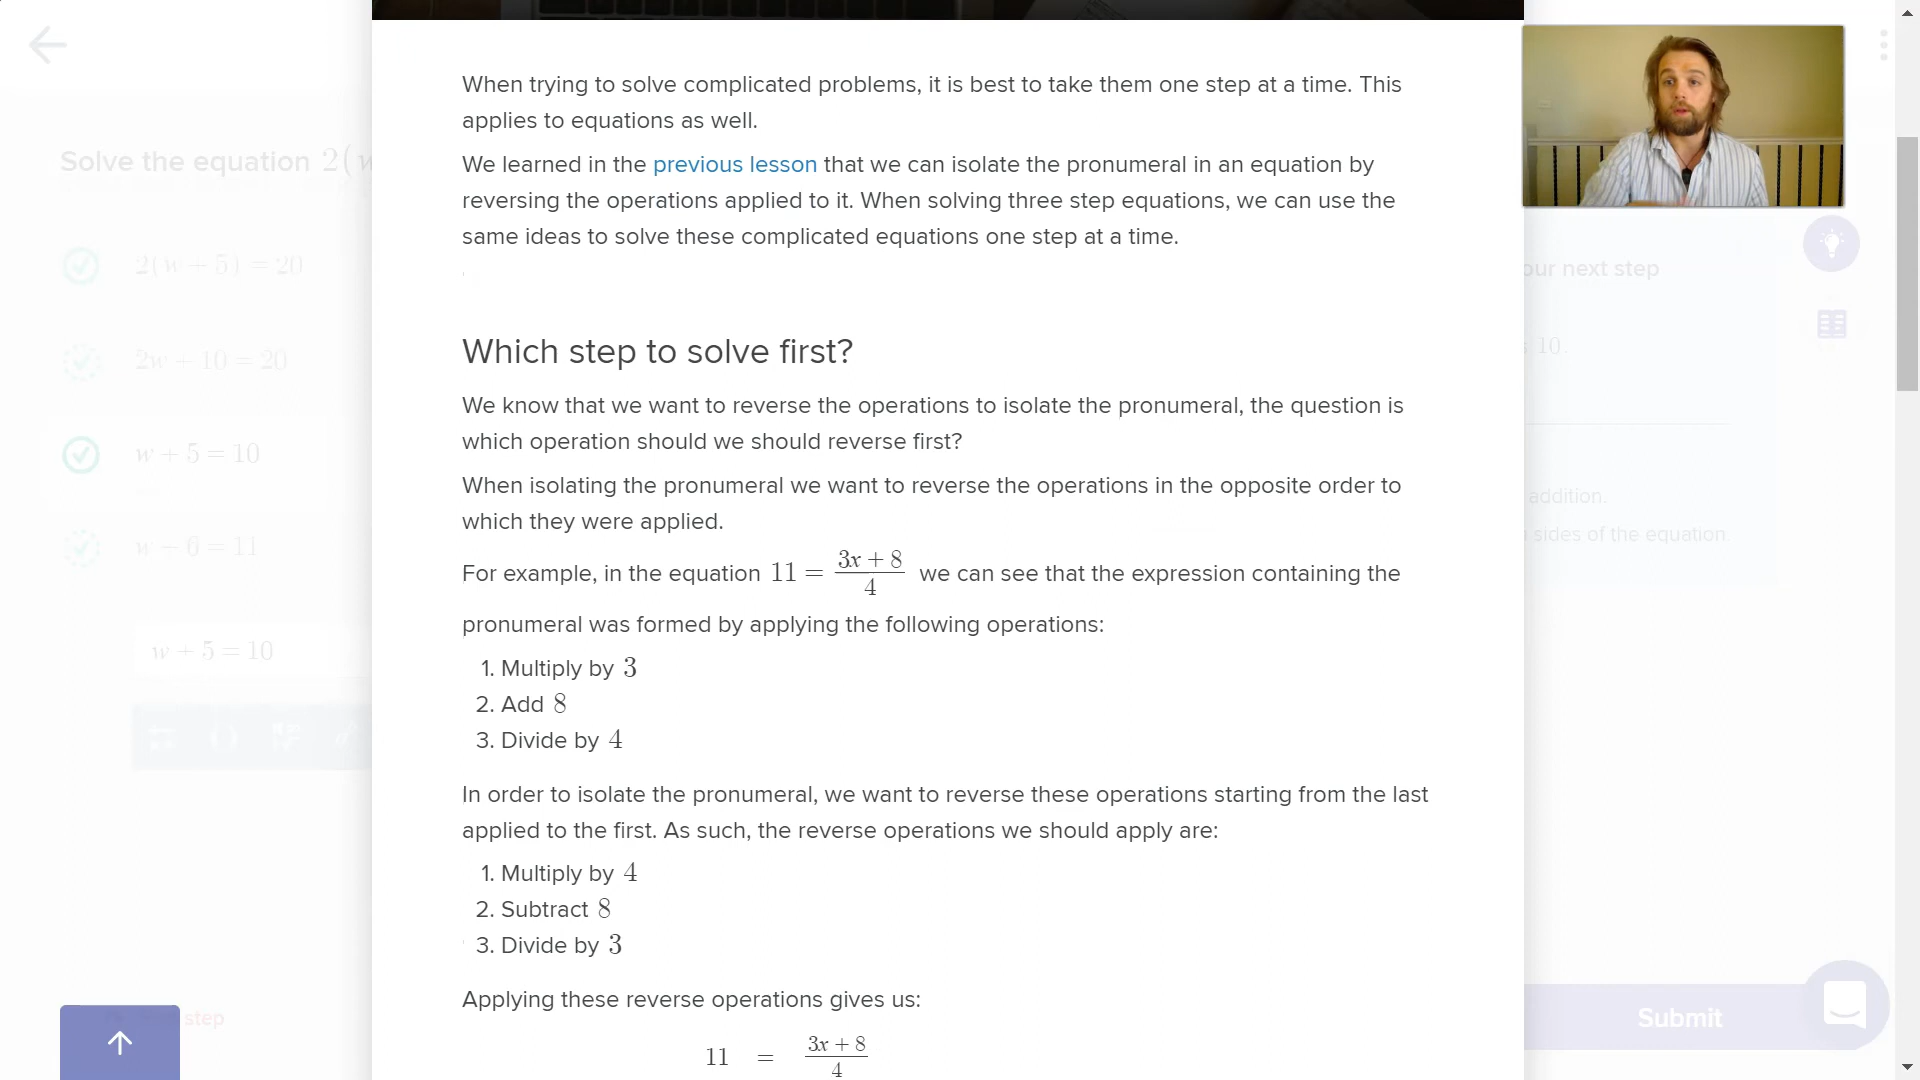 When trying to solve complicated problems, it is best to take them one step at a time. This
applies to equations as well.
We learned in the previous lesson that we can isolate the pronumeral in an equation by
reversing the operations applied to it. When solving three step equations, we can use the
same ideas to solve these complicated equations one step at a time.
Which step to solve first?
We know that we want to reverse the operations to isolate the pronumeral, the question is
which operation should we should reverse first?
When isolating the pronumeral we want to reverse the operations in the opposite order to
which they were applied.
For example, in the equation 11 = (3x + 8)/4 we can see that the expression containing the
pronumeral was formed by applying the following operations:
1. Multiply by 3
2. Add 8
3. Divide by 4
In order to isolate the pronumeral, we want to reverse these operations starting from the last
applied to the first. As such, the reverse operations we should apply are:
1. Multiply by 4
2. Subtract 8
3. Divide by 3
Applying these reverse operations gives us:
11 = (3x + 8)/4
Solve the equation 2(
2(w + 5) = 20
2w + 10 = 20
w + 5 = 10
w + 6 = 11
w + 5 = 10
step
next step
10.
addition.
sides of the equation.
Submit